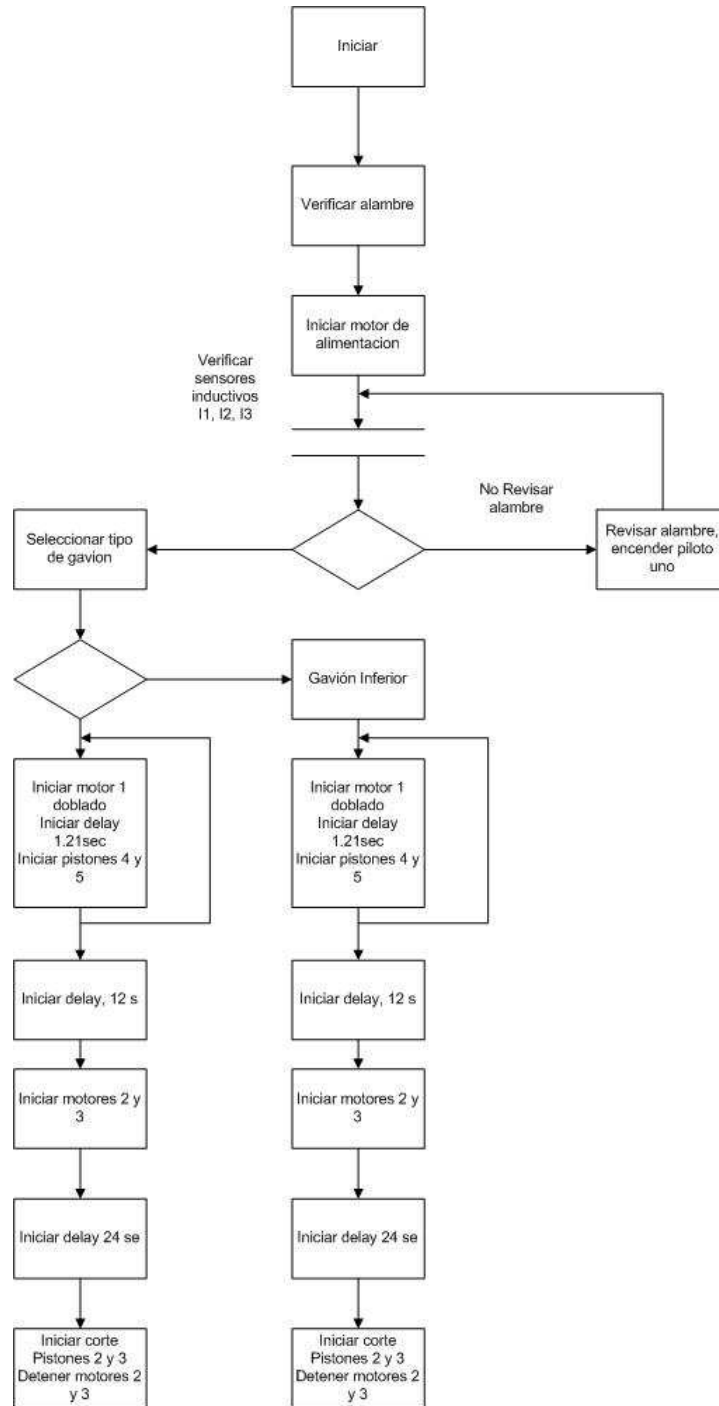 Iniciar
Verificar alambre
Iniciar motor de
alimentacion
Verificar
sensores
inductivos
I1, I2, I3
No Revisar
alambre
Revisar alambre,
encender piloto
uno
Seleccionar tipo
de gavion
Gavión Inferior
Iniciar motor 1
doblado
Iniciar delay
1.21sec
Iniciar pistones 4 y
5
Iniciar motor 1
doblado
Iniciar delay
1.21sec
Iniciar pistones 4 y
5
Iniciar delay, 12 s
Iniciar delay, 12 s
Iniciar motores 2 y
3
Iniciar motores 2 y
3
Iniciar delay 24 se
Iniciar delay 24 se
Iniciar corte
Pistones 2 y 3
Detener motores 2
y 3
Iniciar corte
Pistones 2 y 3
Detener motores 2
y 3